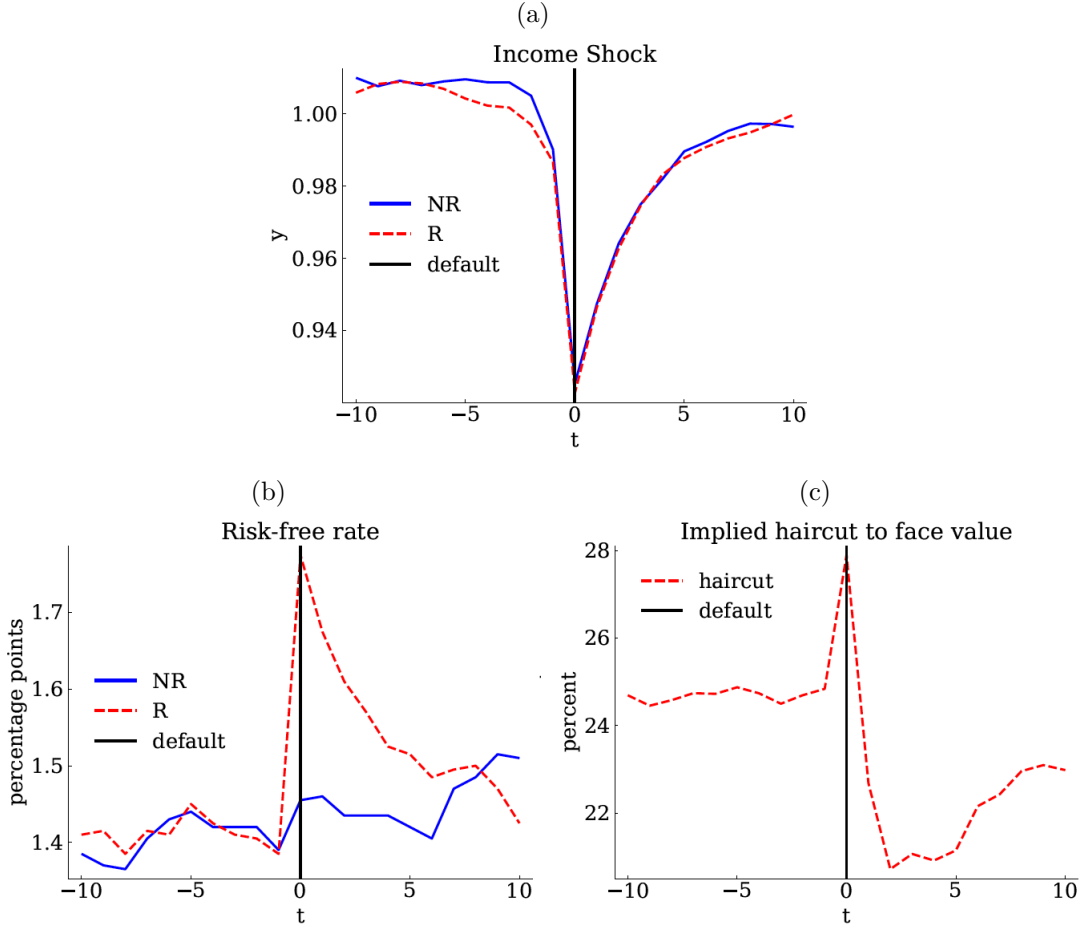 (a)
Income Shock
1.00
0.98
0.96
0.94
y
NR
R
default
−10
−5
0
5
10
t
(b)
Risk-free rate
1.7
1.6
1.5
1.4
percentage points
NR
R
default
−10
−5
0
5
10
t
(c)
Implied haircut to face value
28
26
24
22
percent
haircut
default
−10
−5
0
5
10
t